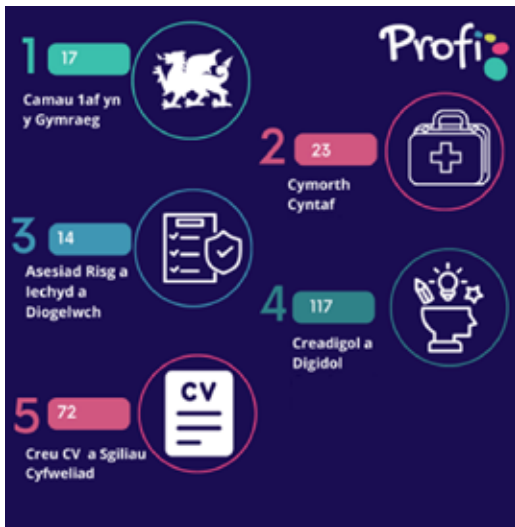 Profi
1
17
Camau 1af yn
y Gymraeg
2
23
Cymorth
Cyntaf
3
14
Asesiad Risg a
Iechyd a
Diogelwch
4
117
Creadigol a
Digidol
5
72
CV
Creu CV a Sgiliau
Cyfweliad